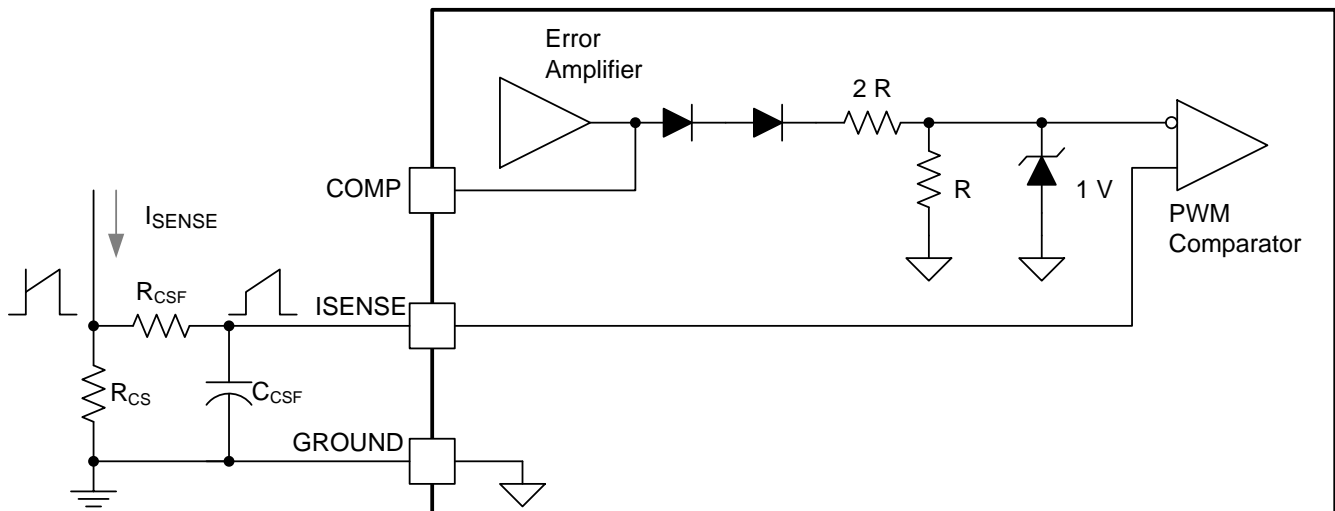 Error
Amplifier
2 R
COMP
R
1 V
PWM
Comparator
ISENSE
RCSF
ISENSE
RCS
CCSF
GROUND